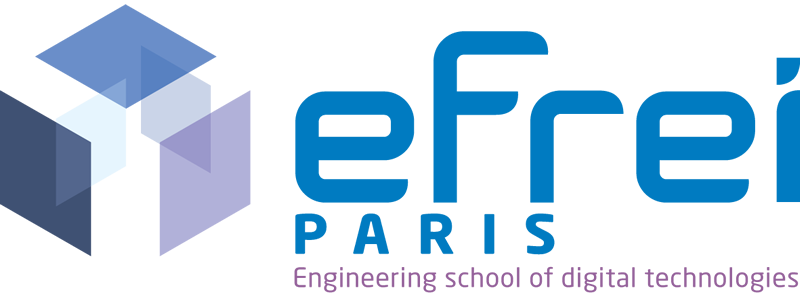 efrei
PARIS
Engineering school of digital technologies